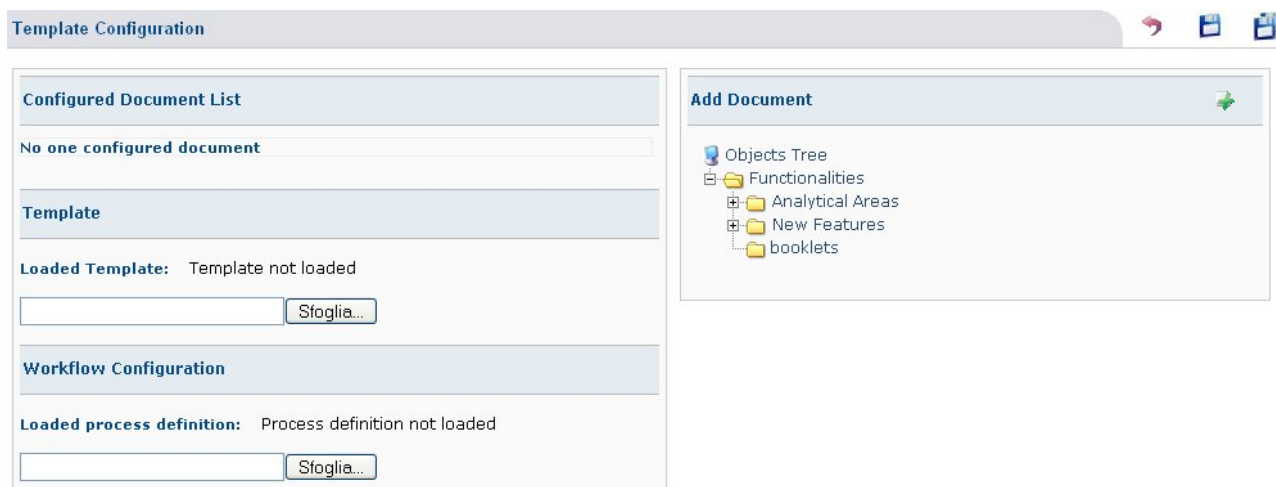 Template Configuration
Configured Document List
No one configured document
Template
Loaded Template: Template not loaded
Sfoglia...
Workflow Configuration
Loaded process definition: Process definition not loaded
Sfoglia...
Add Document
Objects Tree
Functionalities
Analytical Areas
New Features
booklets